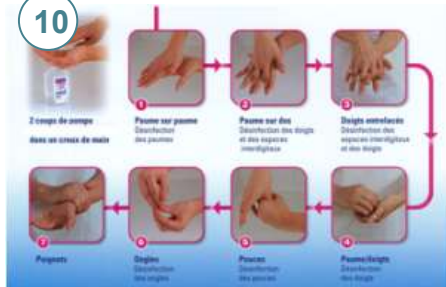 10
2 coups de pompe
dans un creux de main
1
Paume sur paume
Désinfection
des paumes
2
Paume sur dos
Désinfection des doigts
et des espaces
interdigitaux
3
Doigts entrelacés
Désinfection des
espaces interdigitaux
et des doigts
7
Poignets
6
Ongles
Désinfection
des ongles
5
Pouces
Désinfection
des pouces
4
Paume/doigts
Désinfection
des doigts